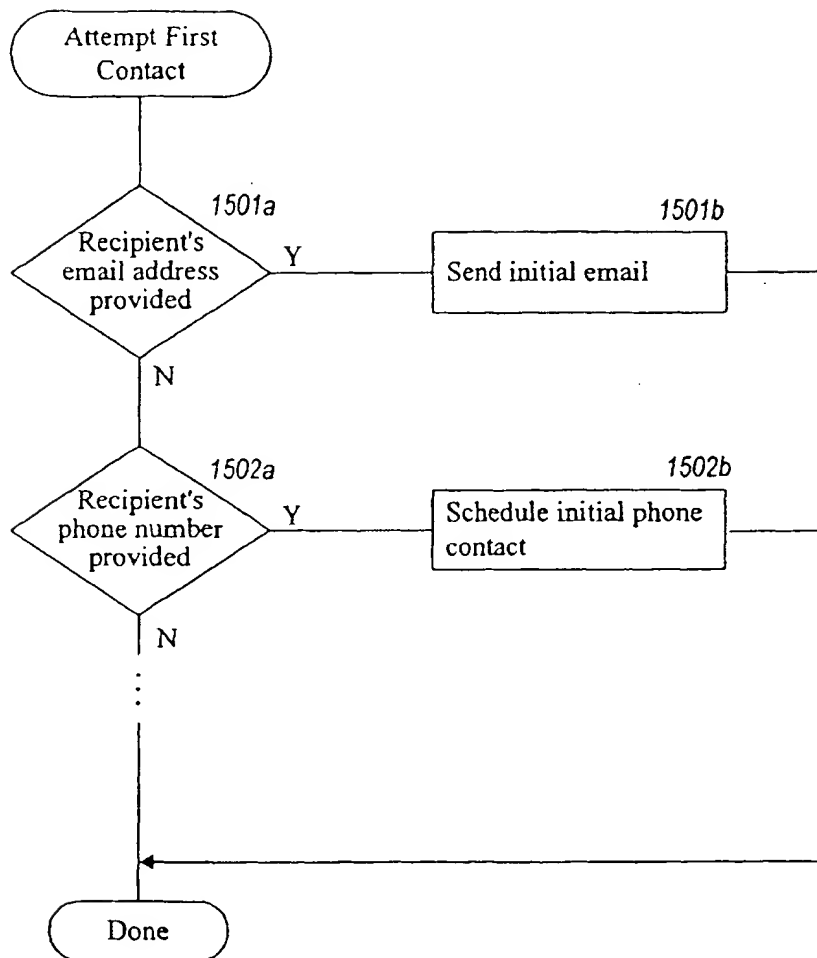 Attempt First
Contact
1501a
Recipient's
email address
provided
Y
N
1501b
Send initial email
1502a
Recipient's
phone number
provided
Y
N
1502b
Schedule initial phone
contact
Done